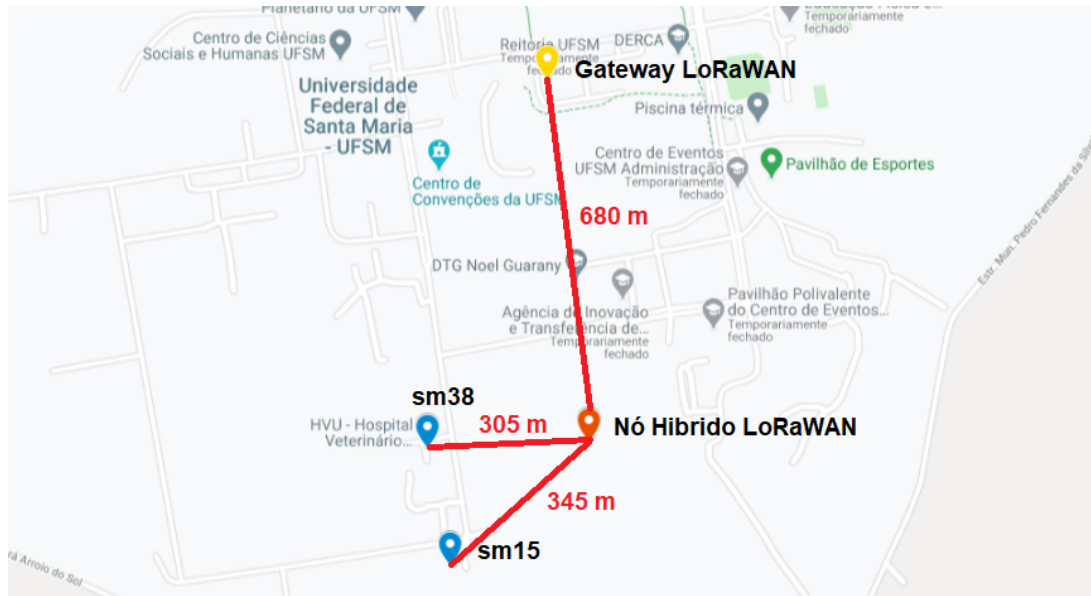 Planetário da UFSM
Centro de Ciências
Sociais e Humanas UFSM
Reitoria UFSM
fechado
DERCA
Temporariamente
fechado
Gateway LoRaWAN
Universidade
Federal de
Santa Maria
- UFSM
Piscina térmica
Centro de
Convenções da UFSM
Centro de Eventos
UFSM Administração
Temporariamente
fechado
Pavilhão de Esportes
680 m
Estr. Mun. Pedro Fernandes da
DTG Noel Guarany
Agência de Inovação
e Transferência de...
Temporariamente
fechado
Pavilhão Polivalente
do Centro de Eventos...
Temporariamente
fechado
sm38
HVU - Hospital
Veterinário...
305 m
Nó Hibrido LoRaWAN
345 m
sm15
Arroio do Sol